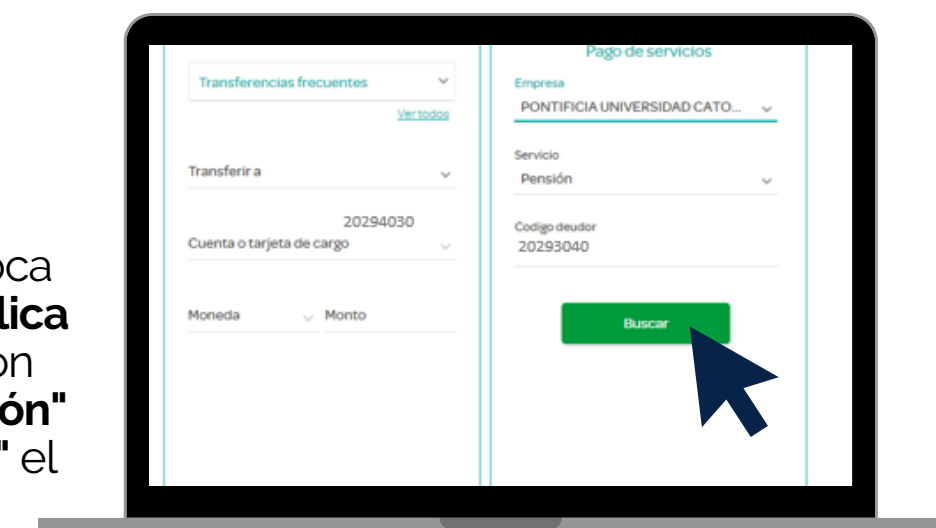 oca
lica
on
ón"
" el
Transferencias frecuentes
Ver todos
Transferir a
20294030
Cuenta o tarjeta de cargo
Moneda
Monto
Pago de servicios
Empresa
PONTIFICIA UNIVERSIDAD CATO...
Servicio
Pensión
Codigo deudor
20293040
Buscar